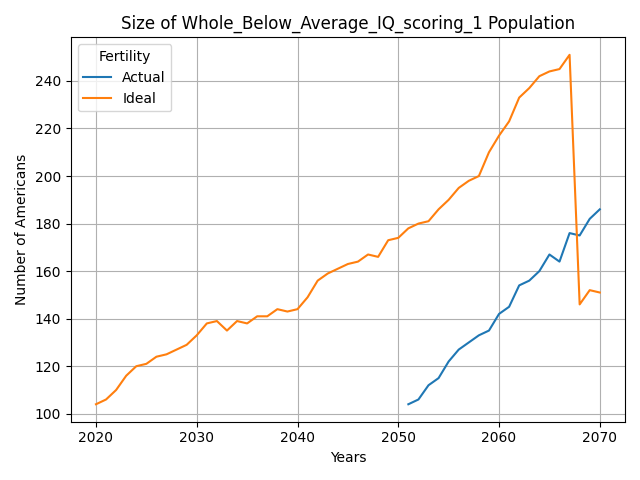 Size of Whole_Below_Average_IQ_scoring_1 Population
Fertility
Actual
Ideal
Number of Americans
240
220
200
180
160
140
120
100
2020
2030
2040
2050
2060
2070
Years